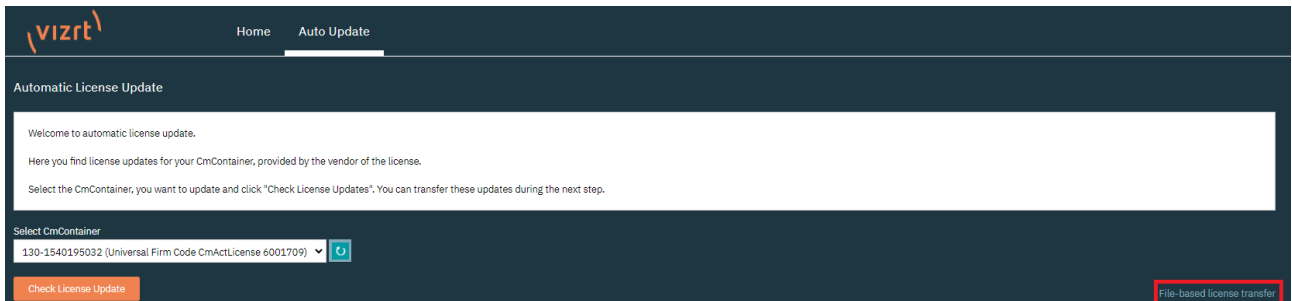 vizrt
Home Auto Update
Automatic License Update
Welcome to automatic license update.
Here you find license updates for your CmContainer, provided by the vendor of the license.
Select the CmContainer, you want to update and click "Check License Updates". You can transfer these updates during the next step.
Select CmContainer
130-1540195032 (Universal Firm Code CmActLicense 6001709)
Check License Update
File-based license transfer